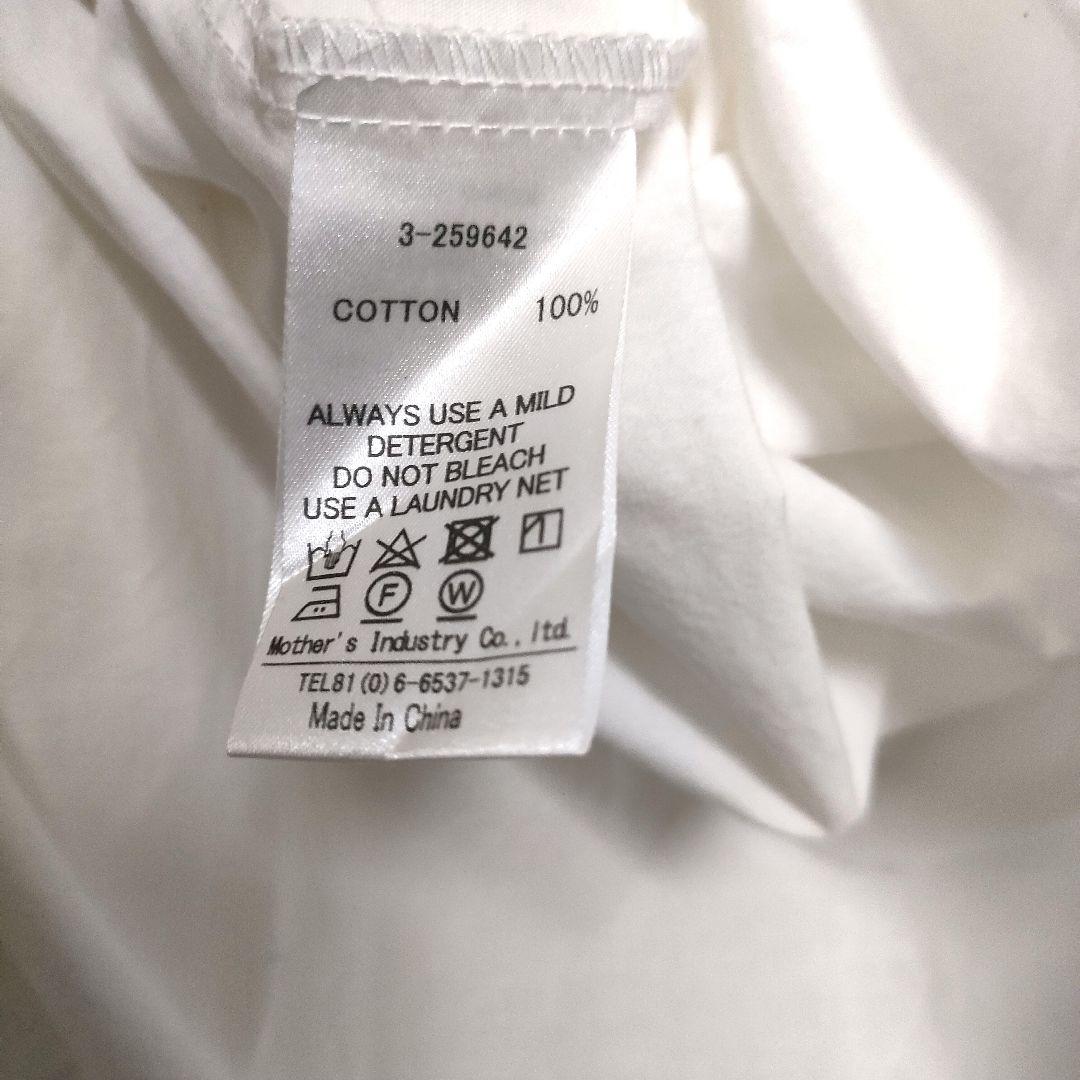 3-259642
COTTON 100%
ALWAYS USE A MILD
DETERGENT
DO NOT BLEACH
USE A LAUNDRY NET
F W
Mother's Industry Co.,ltd.
TEL81(0)6-6537-1315
Made In China